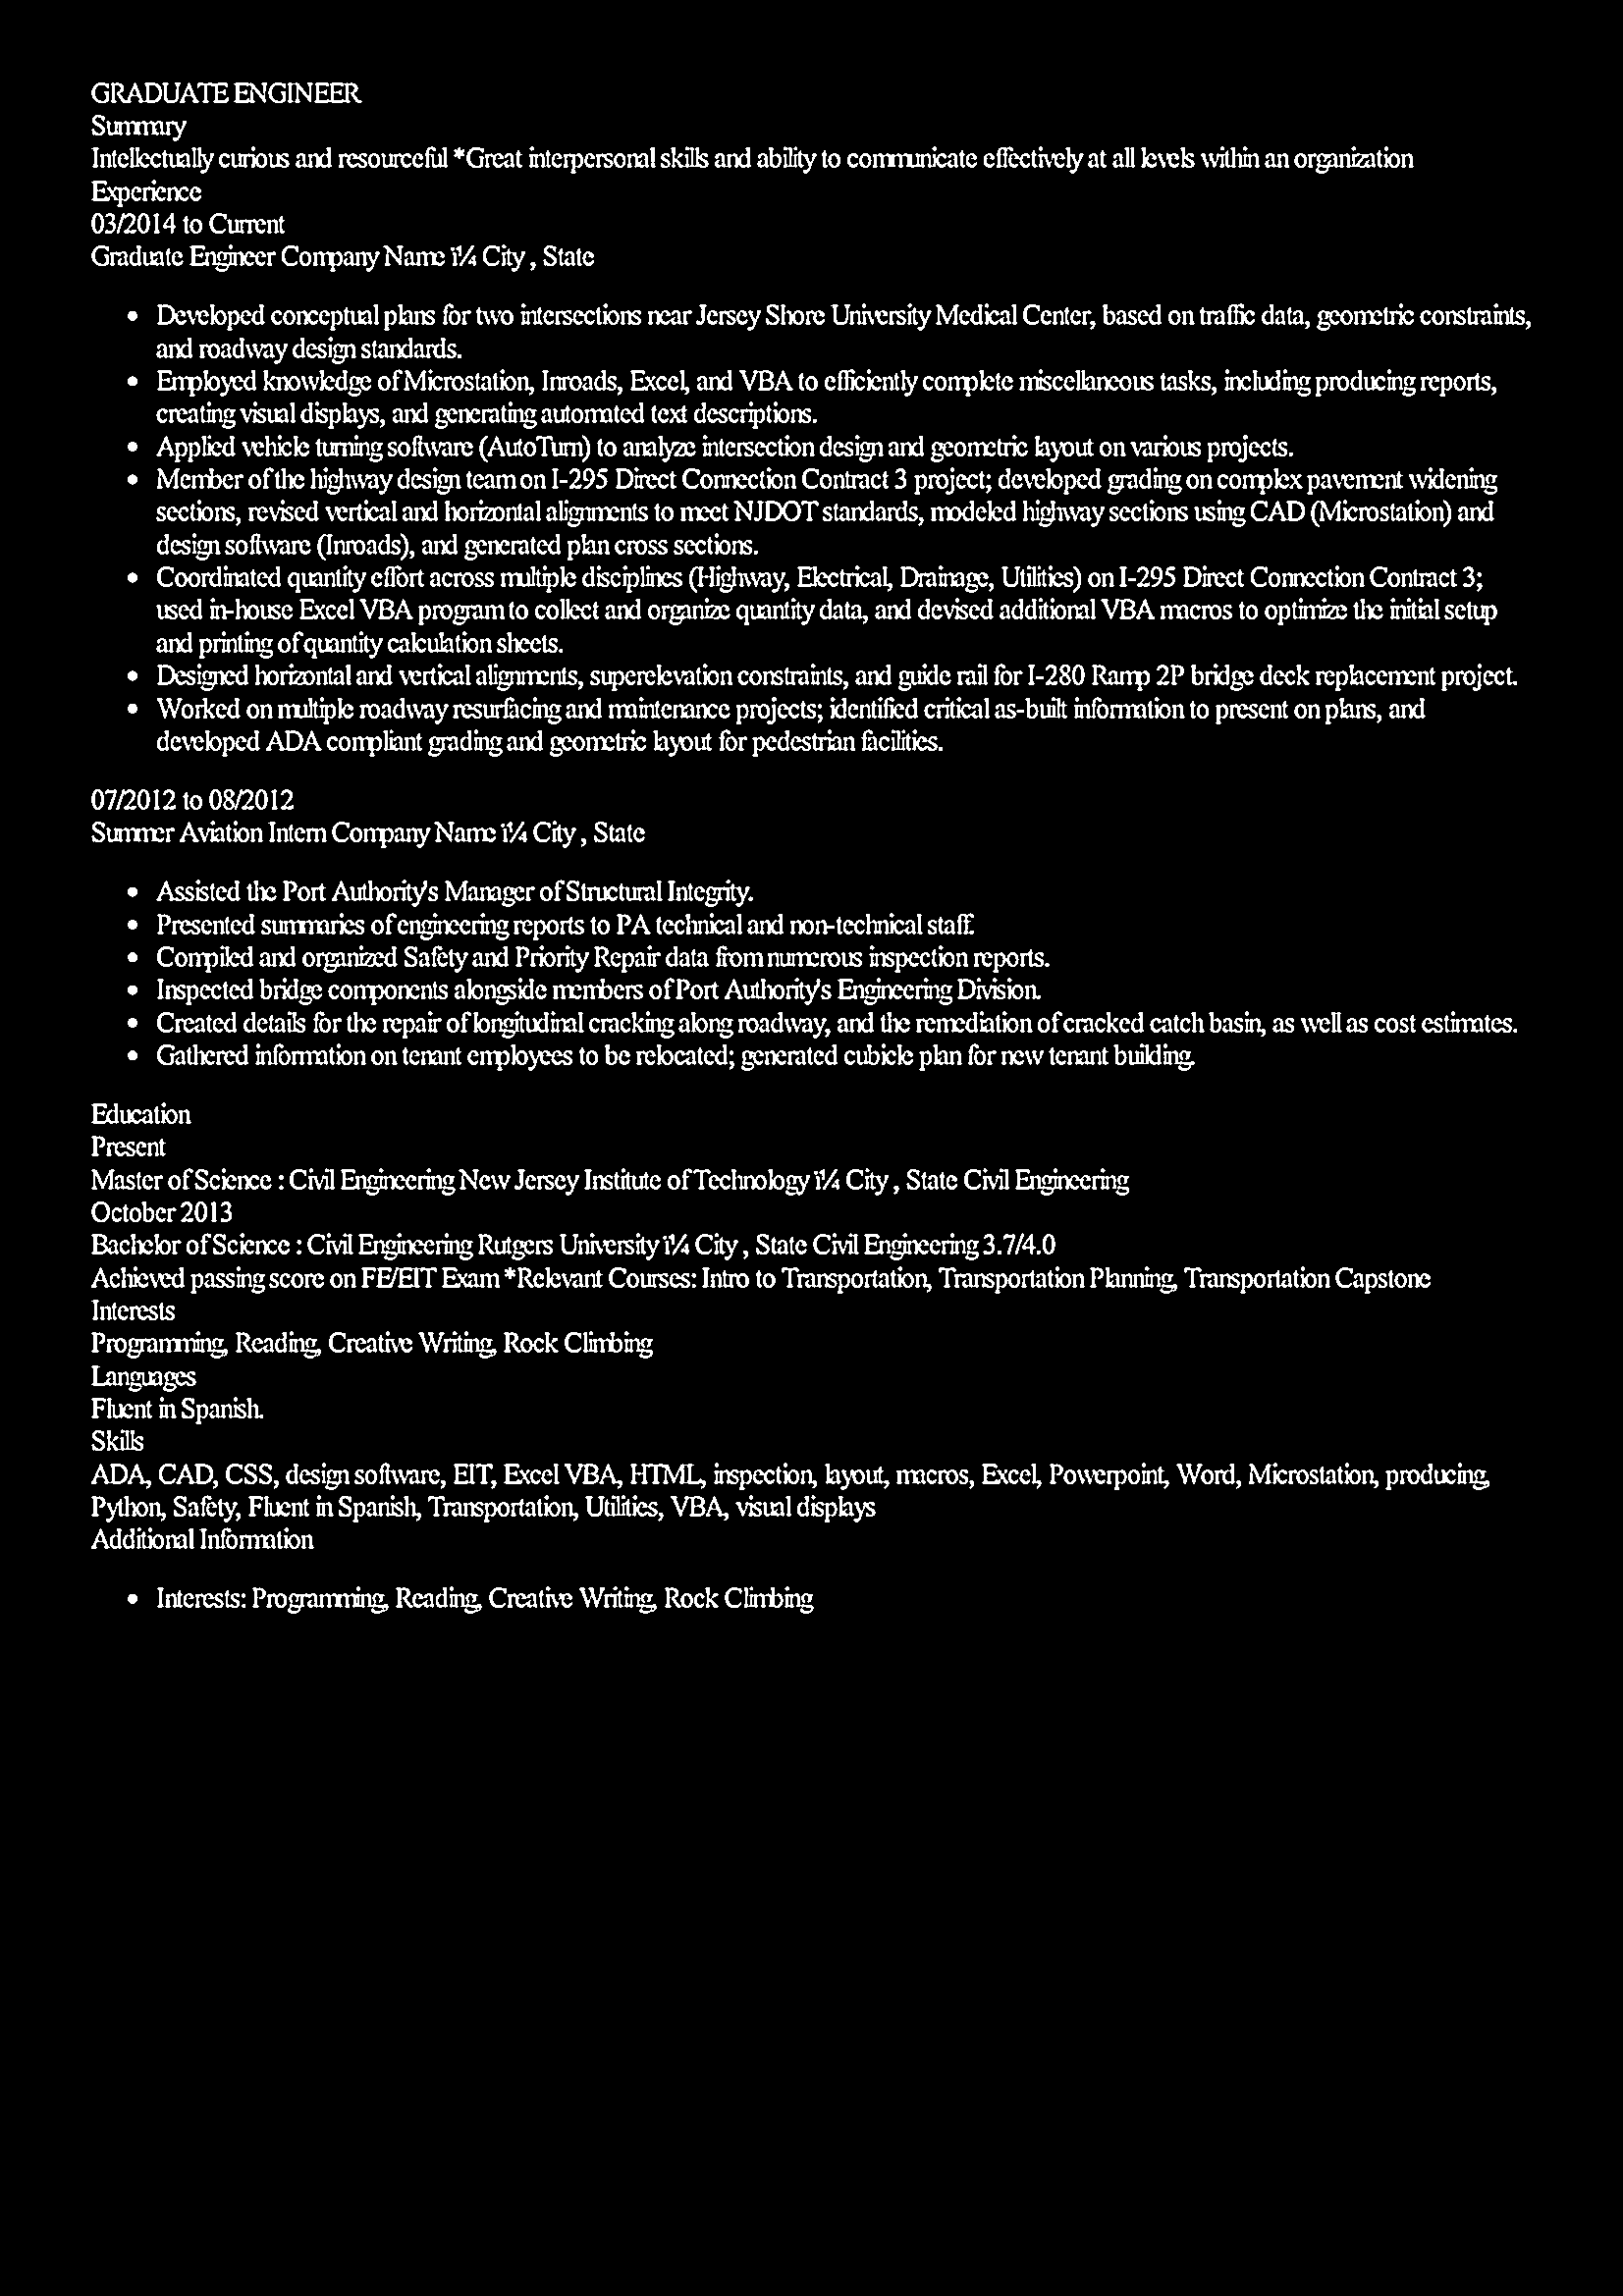 GRADUATE ENGINEER
Summary
Intellectually curious and resourceful *Great interpersonal skills and ability to communicate effectively at all levels within an organization
Experience
03/2014 to Current
Graduate Engineer Company Name ï¼ City , State
• Developed conceptual plans for two intersections near Jersey Shore University Medical Center, based on traffic data, geometric constraints,
and roadway design standards.
• Employed knowledge of Microstation, Inroads, Excel, and VBA to efficiently complete miscellaneous tasks, including producing reports,
creating visual displays, and generating automated text descriptions.
• Applied vehicle turning software (AutoTurn) to analyze intersection design and geometric layout on various projects.
• Member of the highway design team on I-295 Direct Connection Contract 3 project; developed grading on complex pavement widening
sections, revised vertical and horizontal alignments to meet NJDOT standards, modeled highway sections using CAD (Microstation) and
design software (Inroads), and generated plan cross sections.
• Coordinated quantity effort across multiple disciplines (Highway, Electrical, Drainage, Utilities) on I-295 Direct Connection Contract 3;
used in-house Excel VBA program to collect and organize quantity data, and devised additional VBA macros to optimize the initial setup
and printing of quantity calculation sheets.
• Designed horizontal and vertical alignments, superelevation constraints, and guide rail for I-280 Ramp 2P bridge deck replacement project.
• Worked on multiple roadway resurfacing and maintenance projects; identified critical as-built information to present on plans, and
developed ADA compliant grading and geometric layout for pedestrian facilities.
07/2012 to 08/2012
Summer Aviation Intern Company Name ï¼ City , State
• Assisted the Port Authority's Manager of Structural Integrity.
• Presented summaries of engineering reports to PA technical and non-technical staff.
• Compiled and organized Safety and Priority Repair data from numerous inspection reports.
• Inspected bridge components alongside members of Port Authority's Engineering Division.
• Created details for the repair of longitudinal cracking along roadway, and the remediation of cracked catch basin, as well as cost estimates.
• Gathered information on tenant employees to be relocated; generated cubicle plan for new tenant building.
Education
Present
Master of Science : Civil Engineering New Jersey Institute of Technology ï¼ City , State Civil Engineering
October 2013
Bachelor of Science : Civil Engineering Rutgers University ï¼ City , State Civil Engineering 3.7/4.0
Achieved passing score on FE/EIT Exam *Relevant Courses: Intro to Transportation, Transportation Planning, Transportation Capstone
Interests
Programming, Reading, Creative Writing, Rock Climbing
Languages
Fluent in Spanish.
Skills
ADA, CAD, CSS, design software, EIT, Excel VBA, HTML, inspection, layout, macros, Excel, Powerpoint, Word, Microstation, producing,
Python, Safety, Fluent in Spanish, Transportation, Utilities, VBA, visual displays
Additional Information
• Interests: Programming, Reading, Creative Writing, Rock Climbing